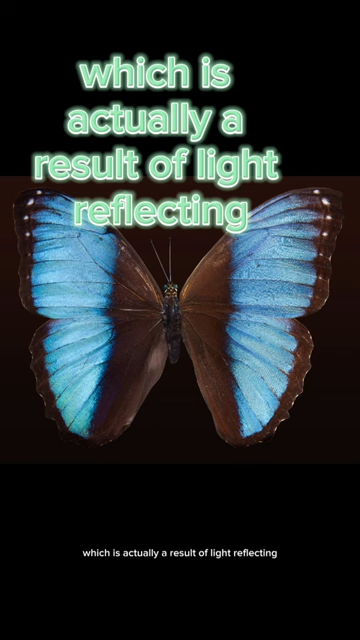 which is
actually a
result of light
reflecting
which is actually a result of light reflecting